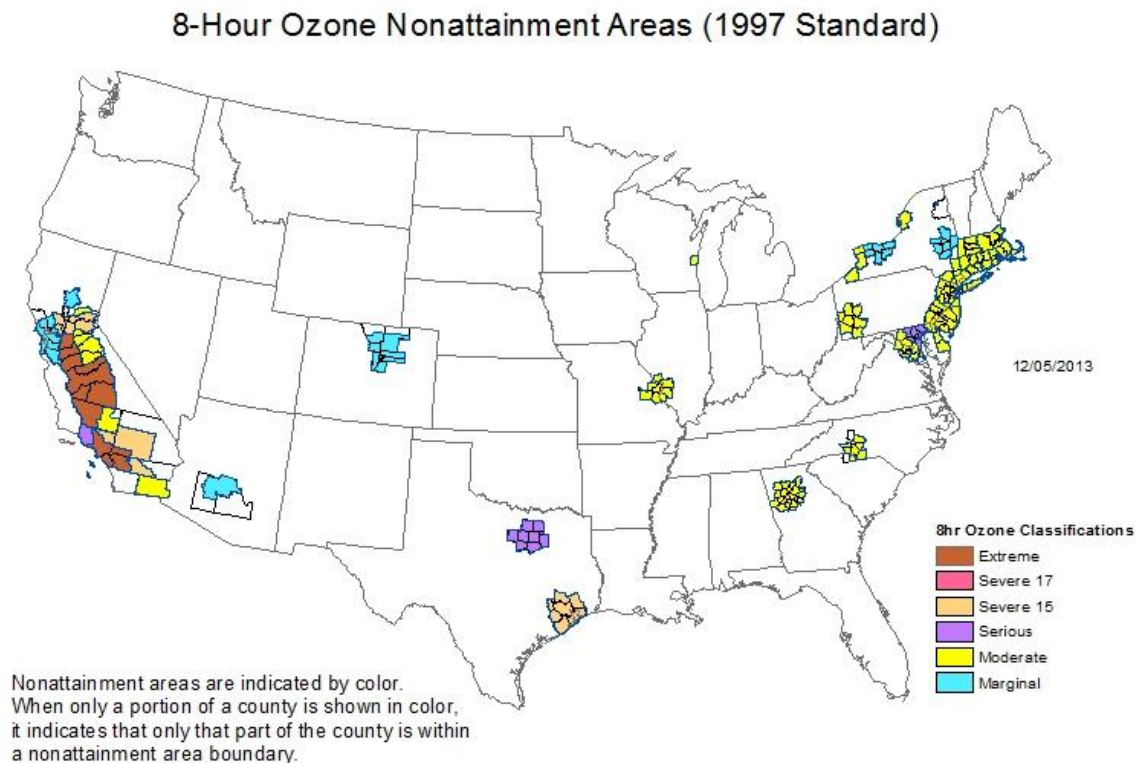 8-Hour Ozone Nonattainment Areas (1997 Standard)
12/05/2013
8hr Ozone Classifications
Extreme
Severe 17
Severe 15
Serious
Moderate
Marginal
Nonattainment areas are indicated by color.
When only a portion of a county is shown in color,
it indicates that only that part of the county is within
a nonattainment area boundary.